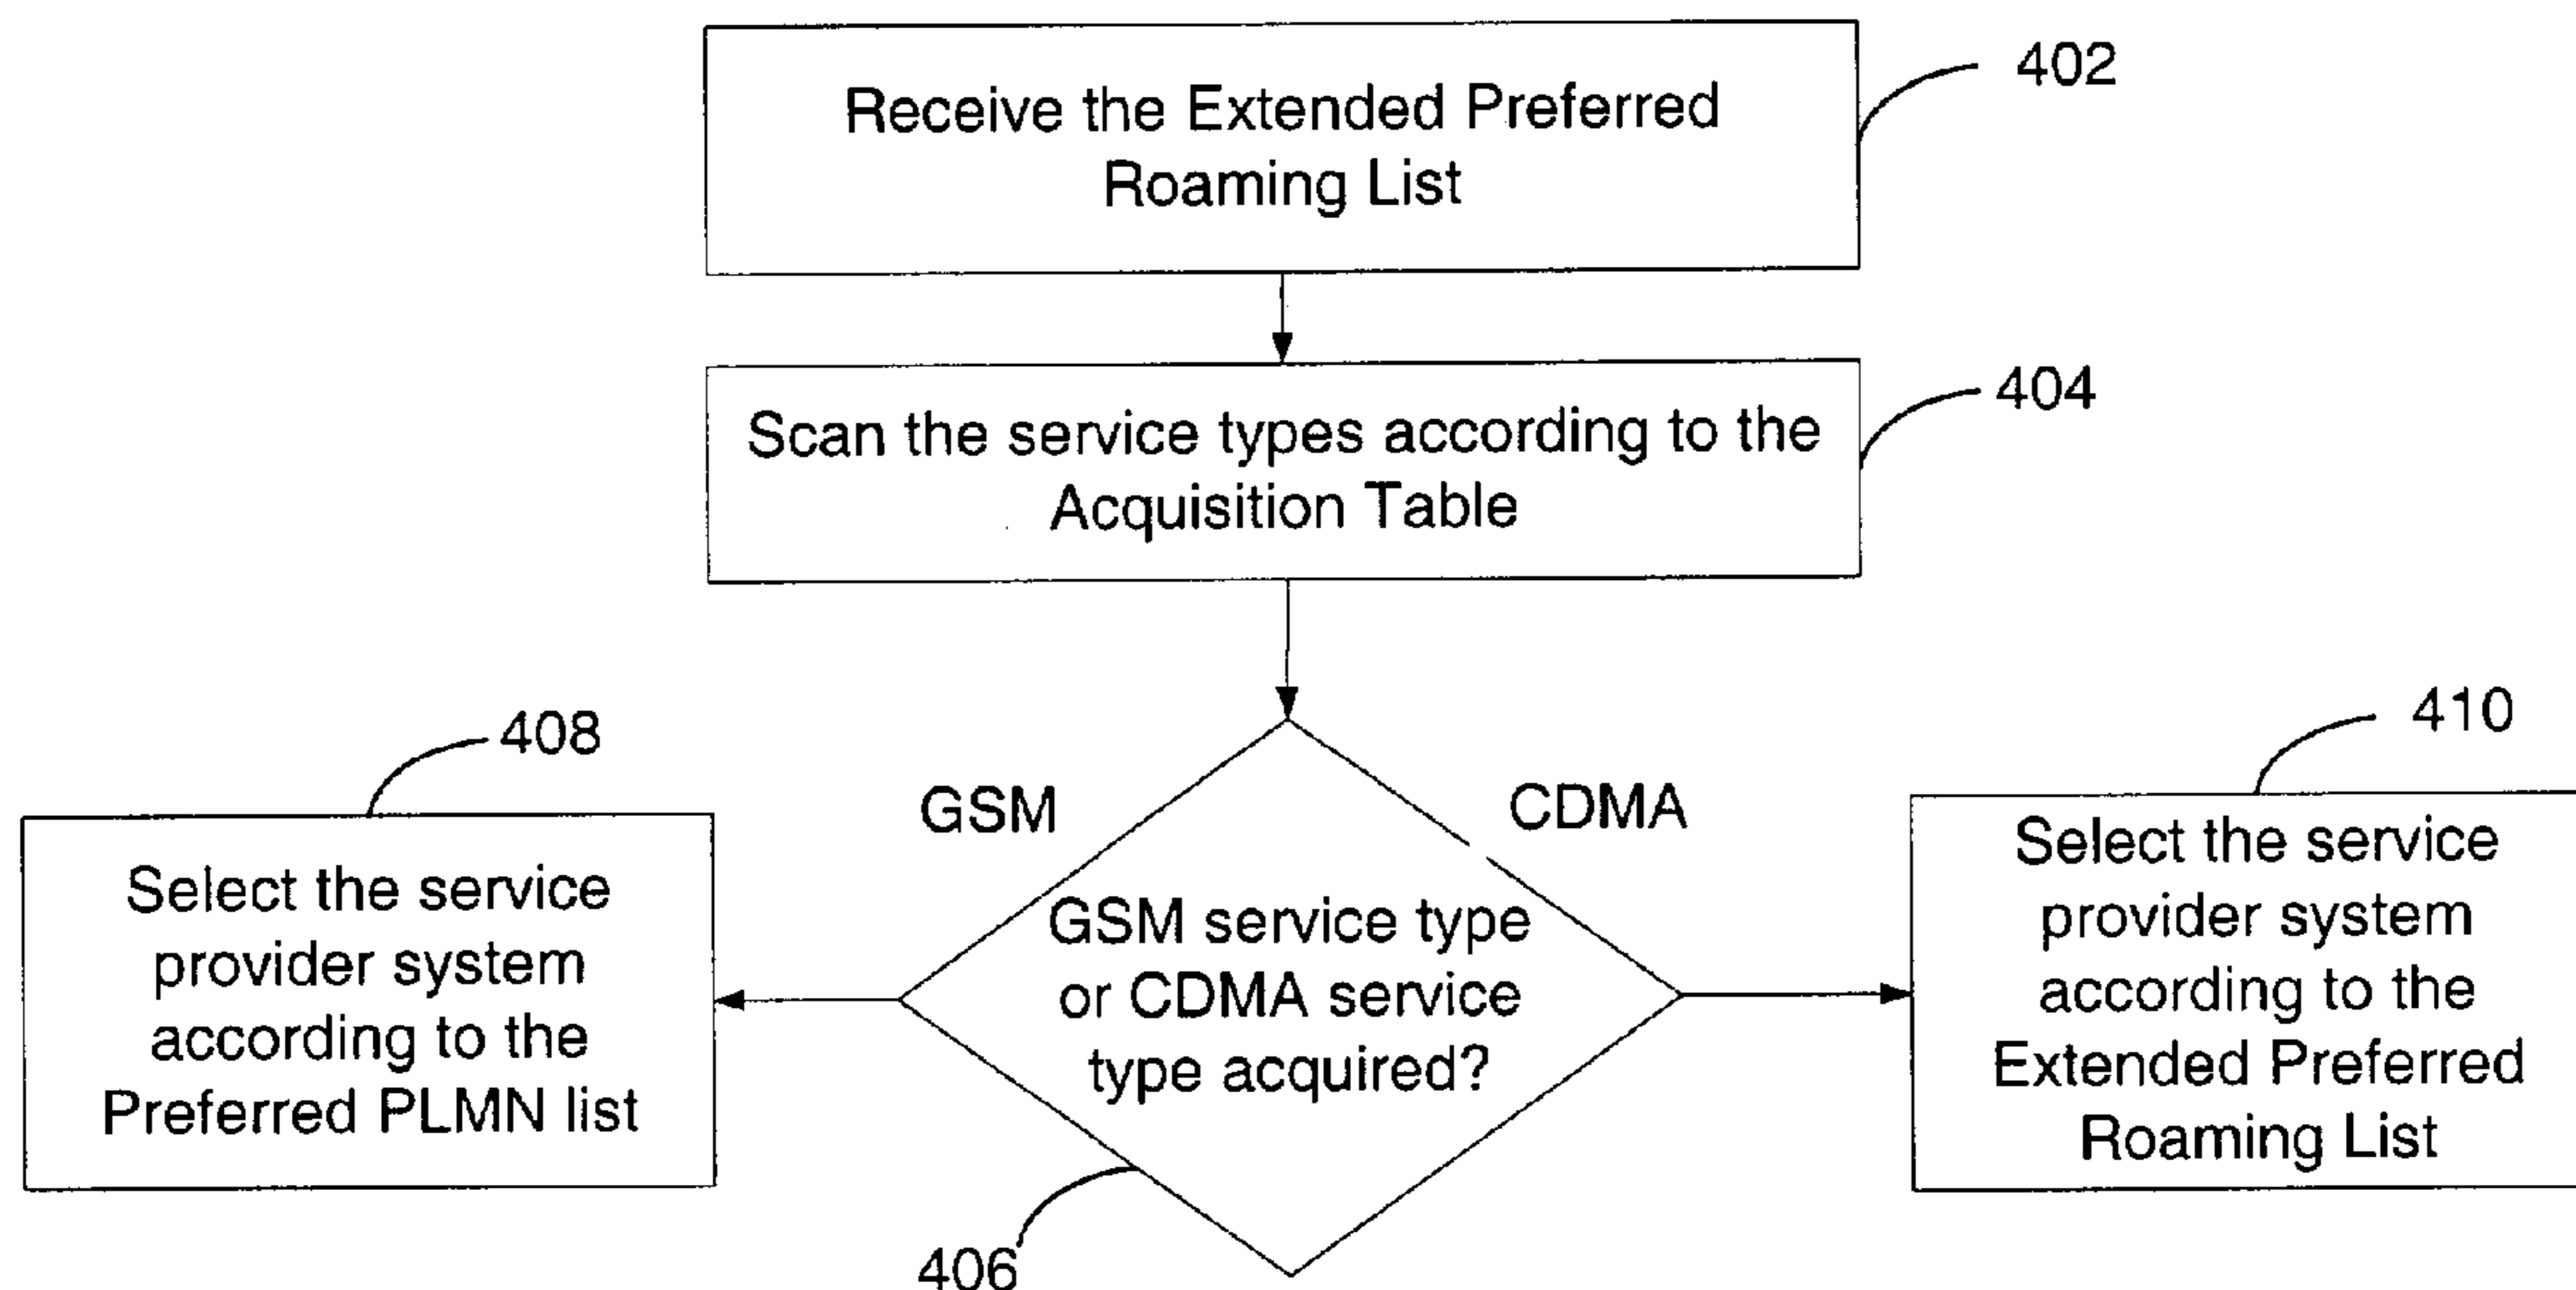 Receive the Extended Preferred
Roaming List
402
Scan the service types according to the
Acquisition Table
404
GSM
CDMA
GSM service type
or CDMA service
type acquired?
406
408
Select the service
provider system
according to the
Preferred PLMN list
410
Select the service
provider system
according to the
Extended Preferred
Roaming List